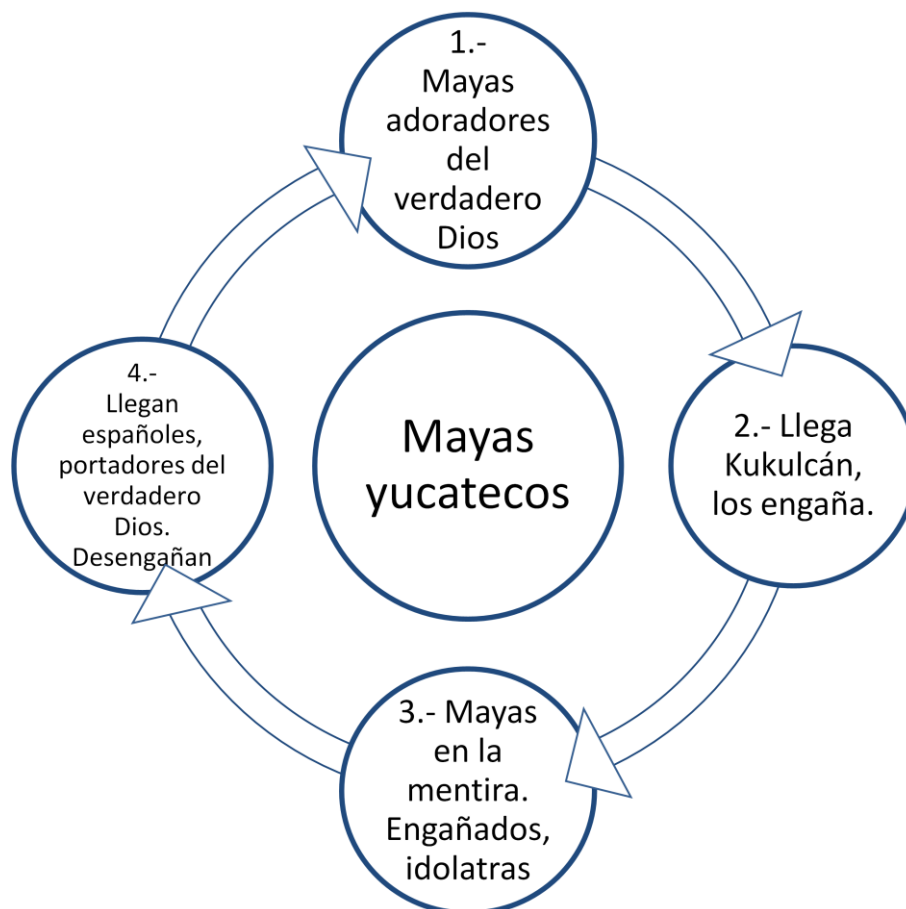 1.-
Mayas
adoradores
del
verdadero
Dios
2.- Llega
Kukulcán,
los engaña.
3.- Mayas
en la
mentira.
Engañados,
idolatras
4.-
Llegan
españoles,
portadores del
verdadero
Dios.
Desengañan
Mayas
yucatecos